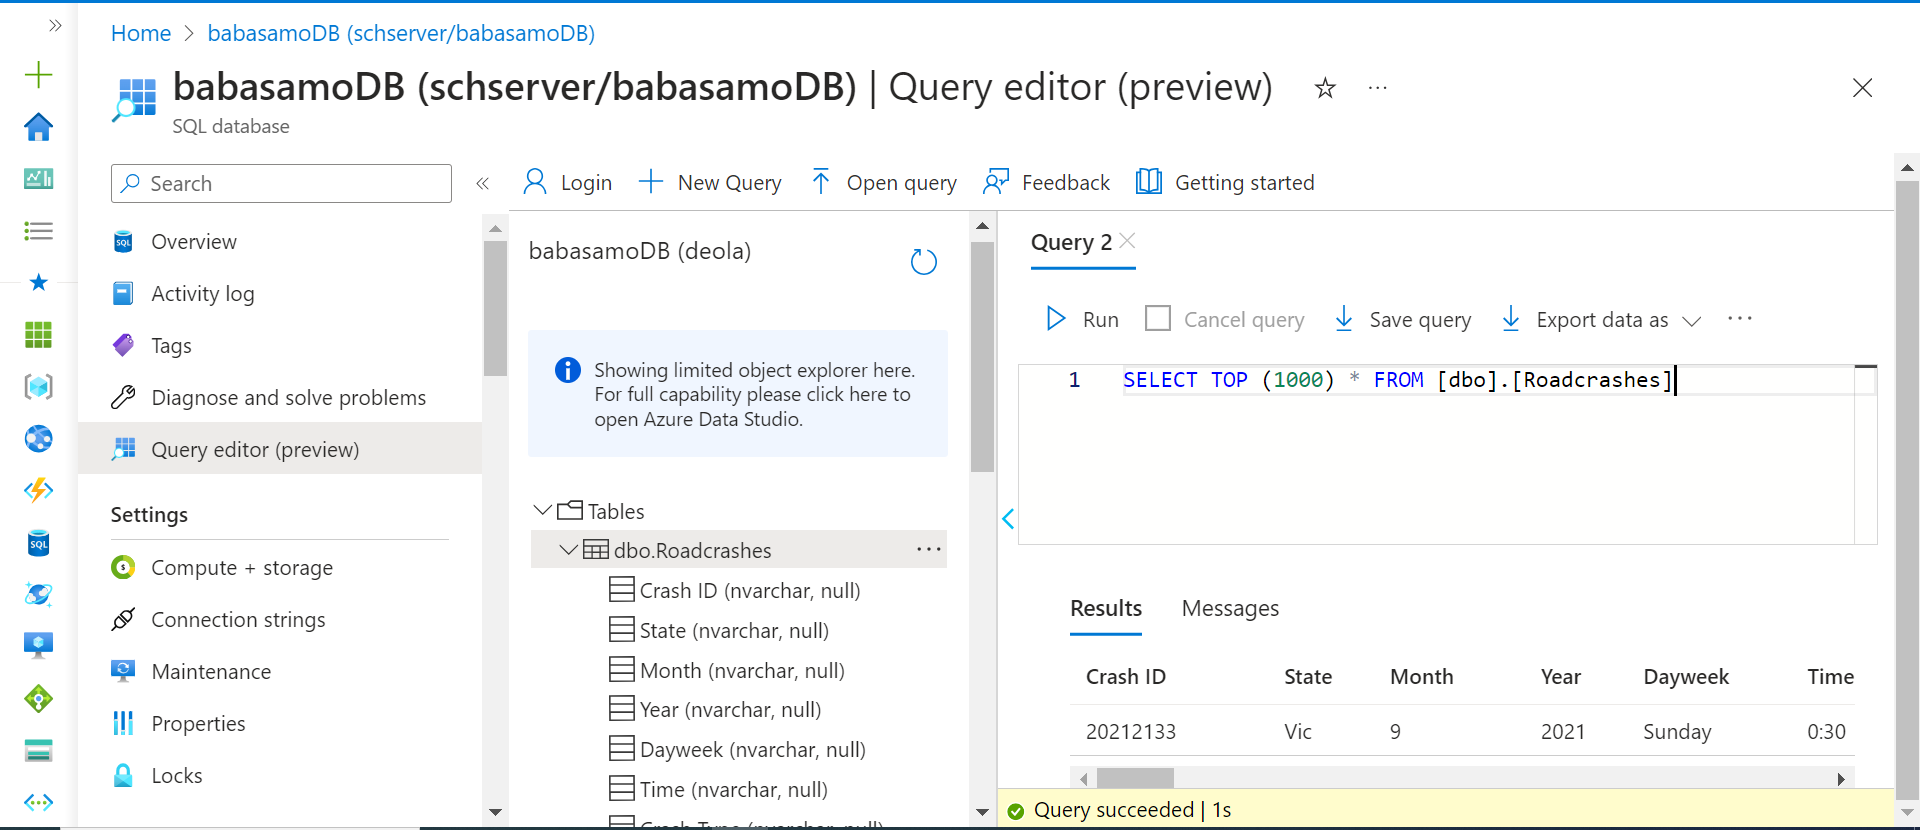 Home > babasamoDB (schserver/babasamoDB)
babasamoDB (schserver/babasamoDB) | Query editor (preview)
SQL database
Search
Overview
Activity log
Tags
Diagnose and solve problems
Query editor (preview)
Settings
Compute + storage
Connection strings
Maintenance
Properties
Locks
Login
New Query
Open query
Feedback
Getting started
babasamoDB (deola)
Showing limited object explorer here.
For full capability please click here to
open Azure Data Studio.
Tables
dbo.Roadcrashes
Crash ID (nvarchar, null)
State (nvarchar, null)
Month (nvarchar, null)
Year (nvarchar, null)
Dayweek (nvarchar, null)
Time (nvarchar, null)
Crash Type (nvarchar, null)
Query 2
Run
Cancel query
Save query
Export data as
1 SELECT TOP (1000) * FROM [dbo].[Roadcrashes]
Results Messages
Crash ID State Month Year Dayweek Time
20212133 Vic 9 2021 Sunday 0:30
Query succeeded | 1s